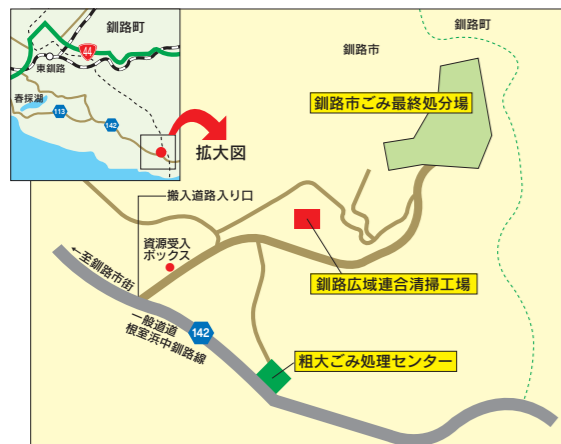 釧路町
44
東釧路
春採湖
113
142
拡大図
釧路市
釧路町
釧路市ごみ最終処分場
搬入道路入り口
資源受入
ボックス
釧路広域連合清掃工場
←至釧路市街
一般道道
根室浜中釧路線
142
粗大ごみ処理センター